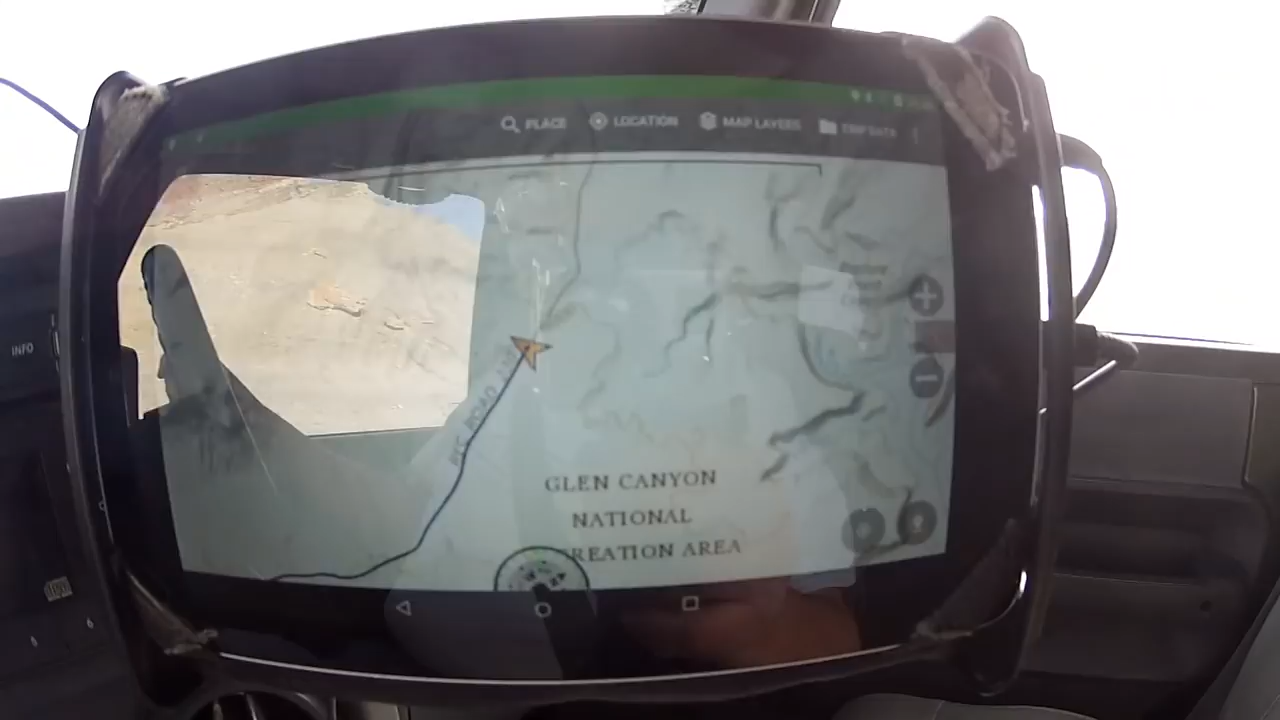 PLACE
LOCATION
MAP LAYERS
TRIP DATA
INFO
GLEN CANYON
NATIONAL
REATION AREA